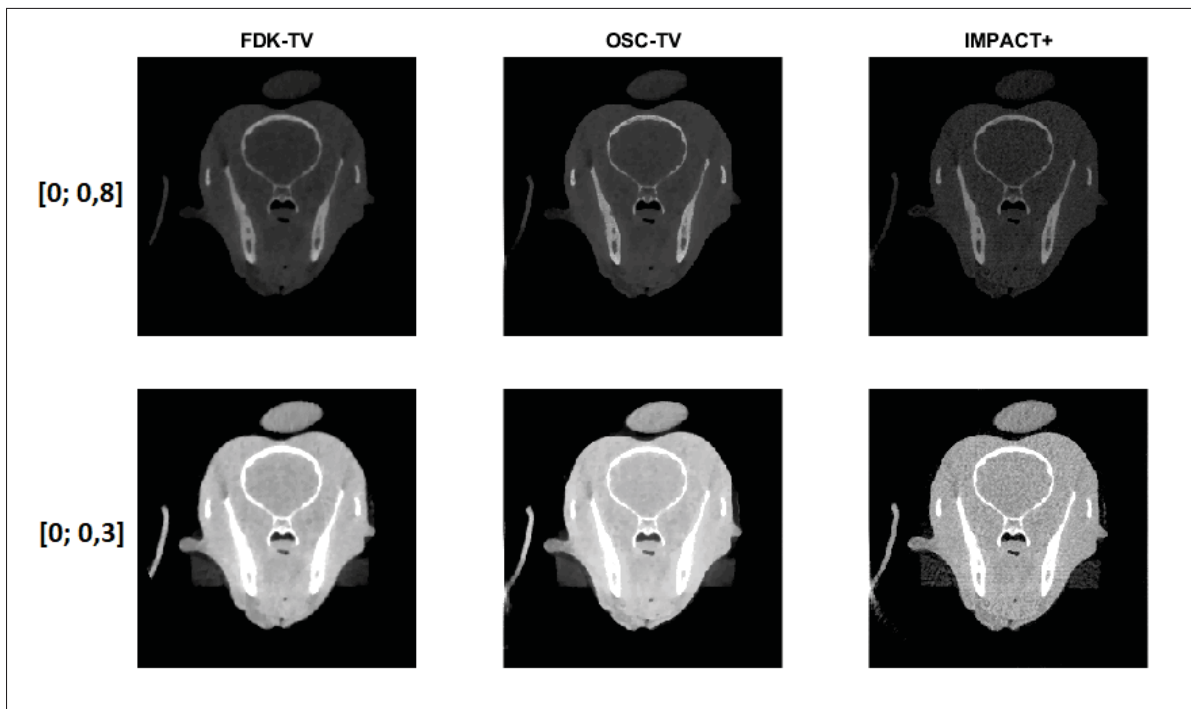 FDK-TV OSC-TV IMPACT+
[0; 0,8]
[0; 0,3]